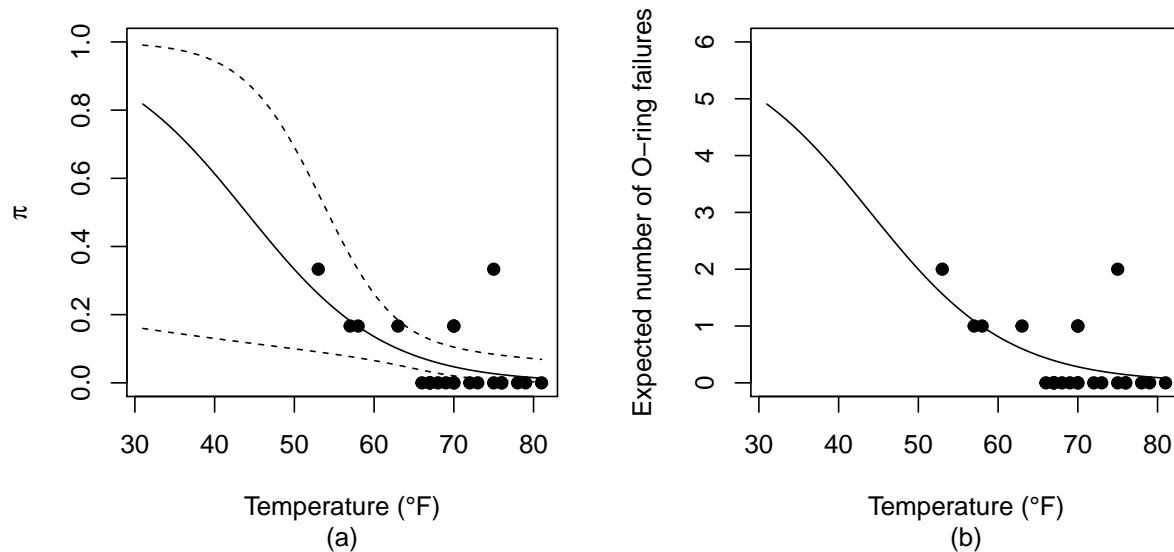 π
1.0
0.8
0.6
0.4
0.2
0.0
30 40 50 60 70 80
Temperature (°F)
(a)
Expected number of O−ring failures
6
5
4
3
2
1
0
30 40 50 60 70 80
Temperature (°F)
(b)